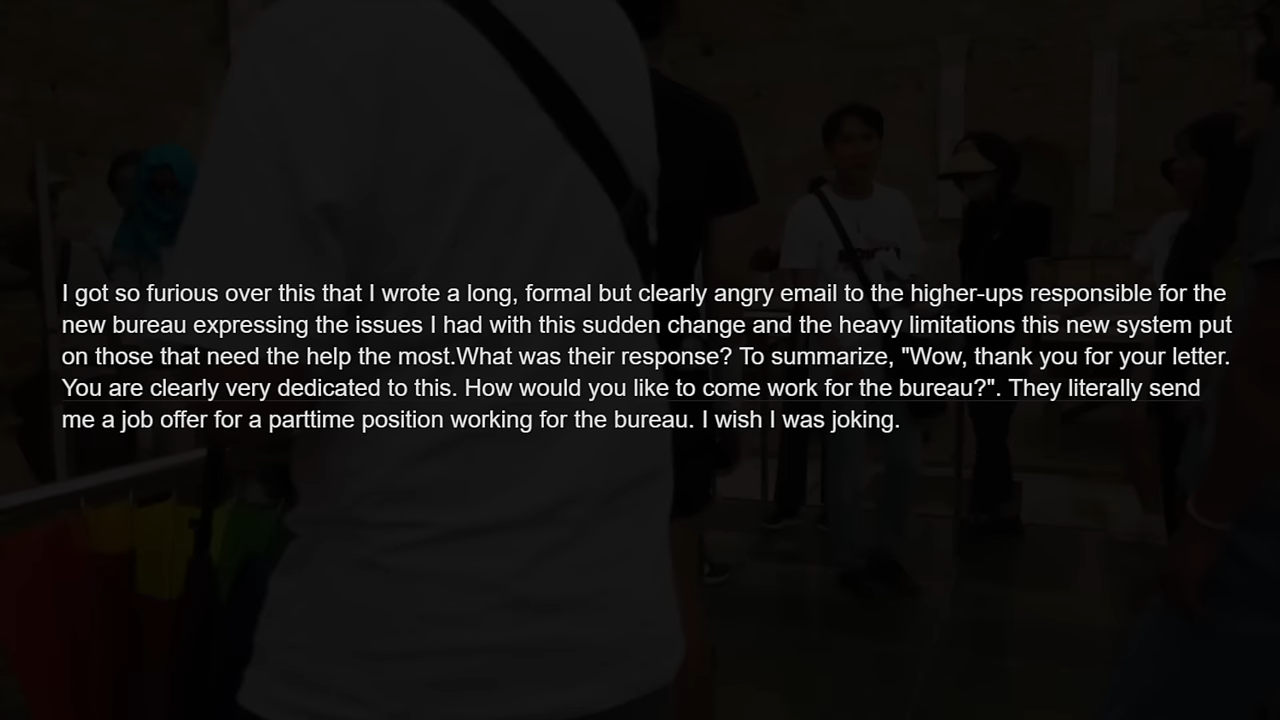 I got so furious over this that I wrote a long, formal but clearly angry email to the higher-ups responsible for the
new bureau expressing the issues I had with this sudden change and the heavy limitations this new system put
on those that need the help the most.What was their response? To summarize, "Wow, thank you for your letter.
You are clearly very dedicated to this. How would you like to come work for the bureau?". They literally send
me a job offer for a parttime position working for the bureau. I wish I was joking.